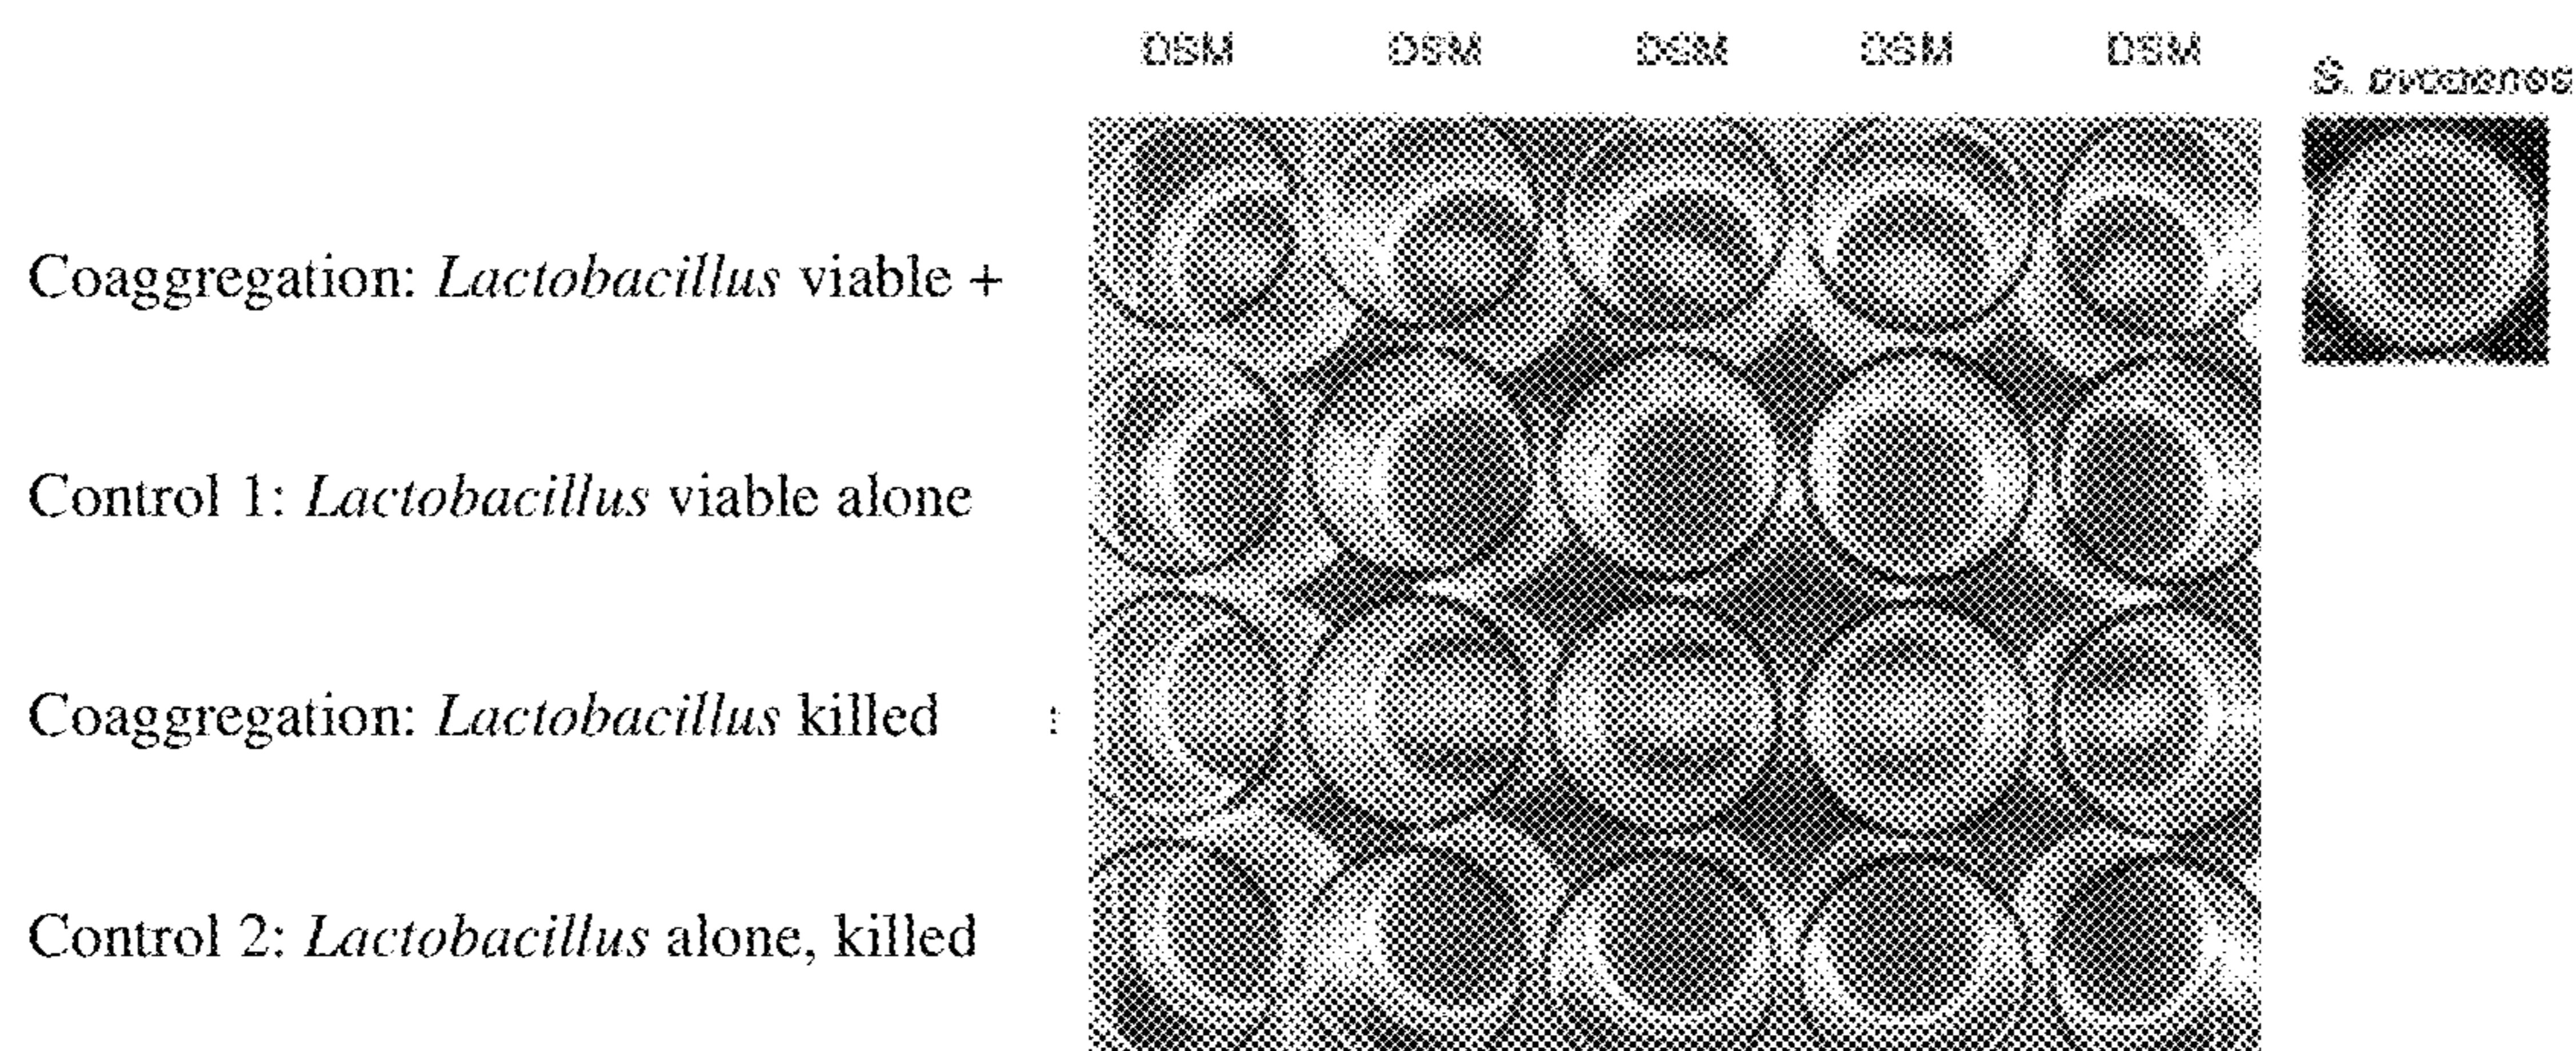 DSM DSM DSM DSM DSM
S. pyogenes
Coaggregation: Lactobacillus viable +
Control 1: Lactobacillus viable alone
Coaggregation: Lactobacillus killed :
Control 2: Lactobacillus alone, killed